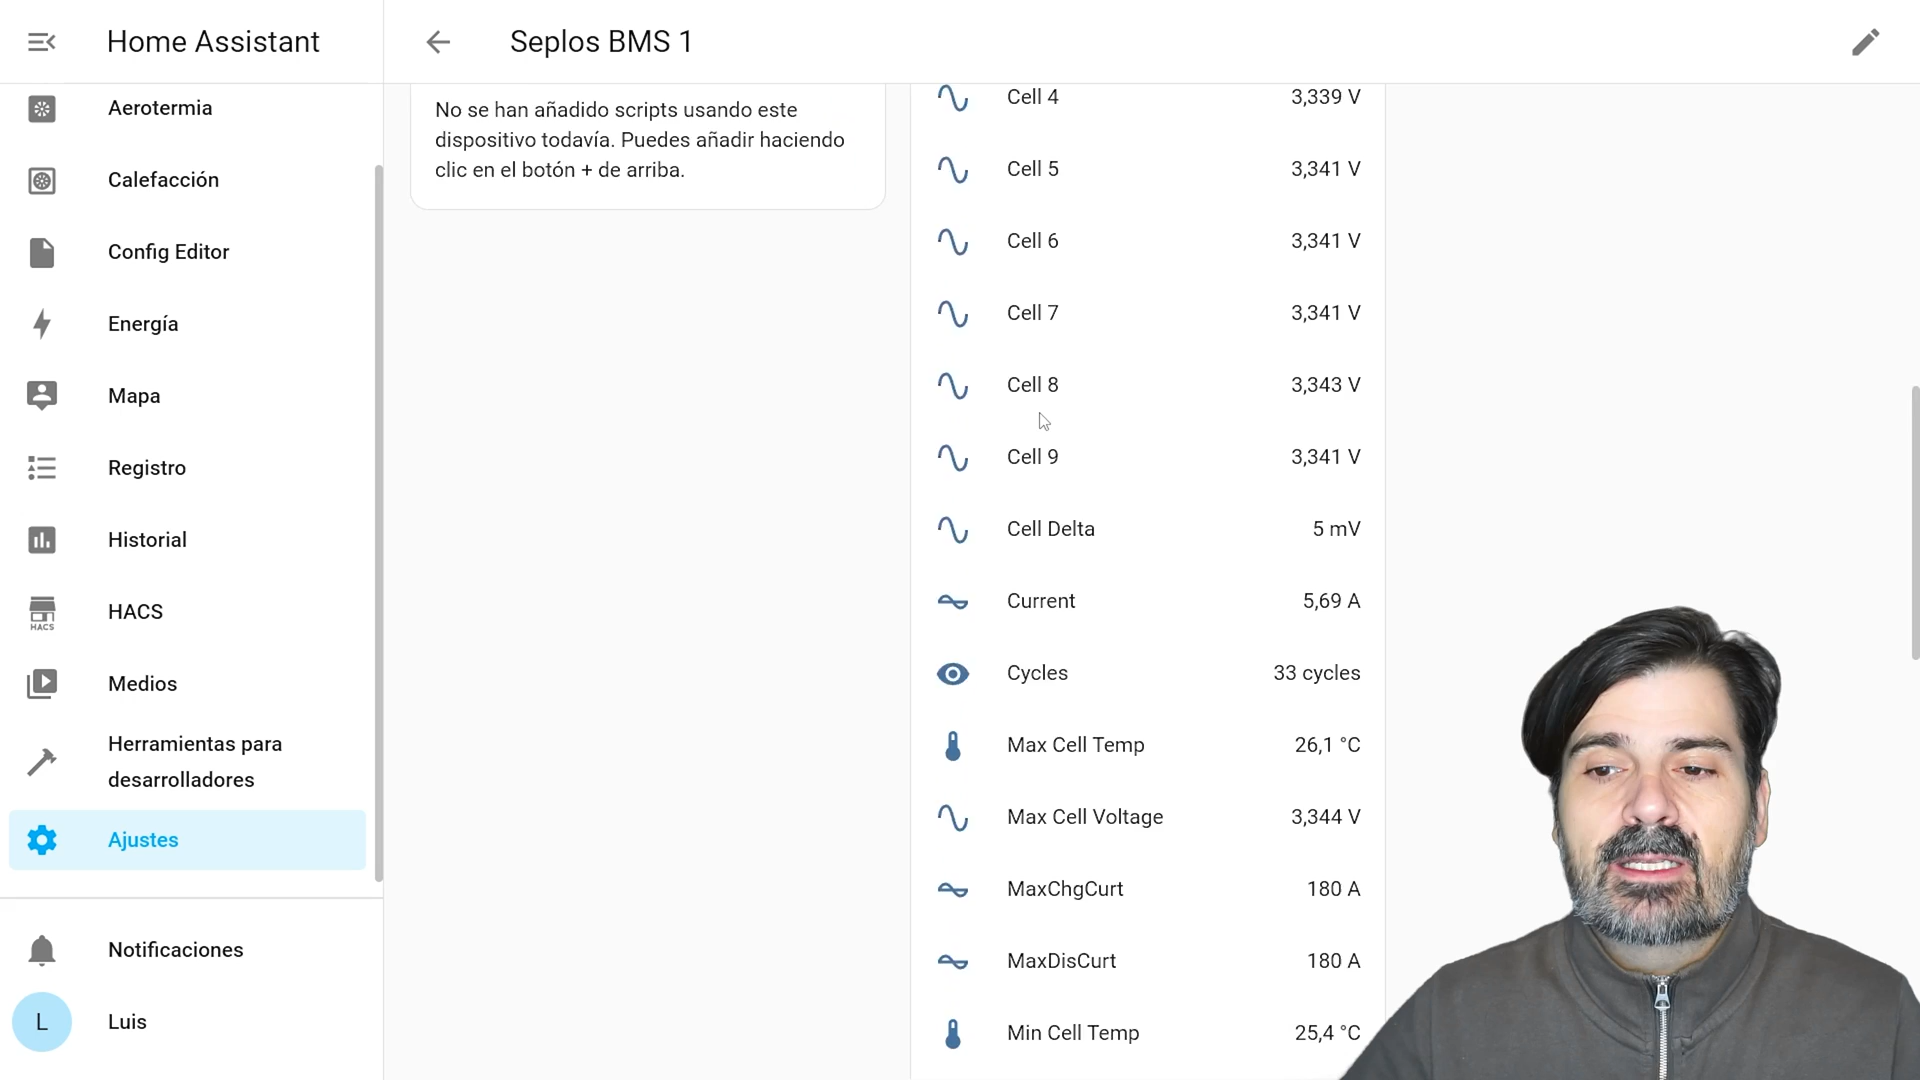 Home Assistant
Seplos BMS 1
Aerotermia
Calefacción
Config Editor
Energía
Mapa
Registro
Historial
HACS
HACS
Medios
Herramientas para
desarrolladores
Ajustes
Notificaciones
L
Luis
No se han añadido scripts usando este
dispositivo todavía. Puedes añadir haciendo
clic en el botón + de arriba.
Cell 4 3,339 V
Cell 5 3,341 V
Cell 6 3,341 V
Cell 7 3,341 V
Cell 8 3,343 V
Cell 9 3,341 V
Cell Delta 5 mV
Current 5,69 A
Cycles 33 cycles
Max Cell Temp 26,1 °C
Max Cell Voltage 3,344 V
MaxChgCurt 180 A
MaxDisCurt 180 A
Min Cell Temp 25,4 °C